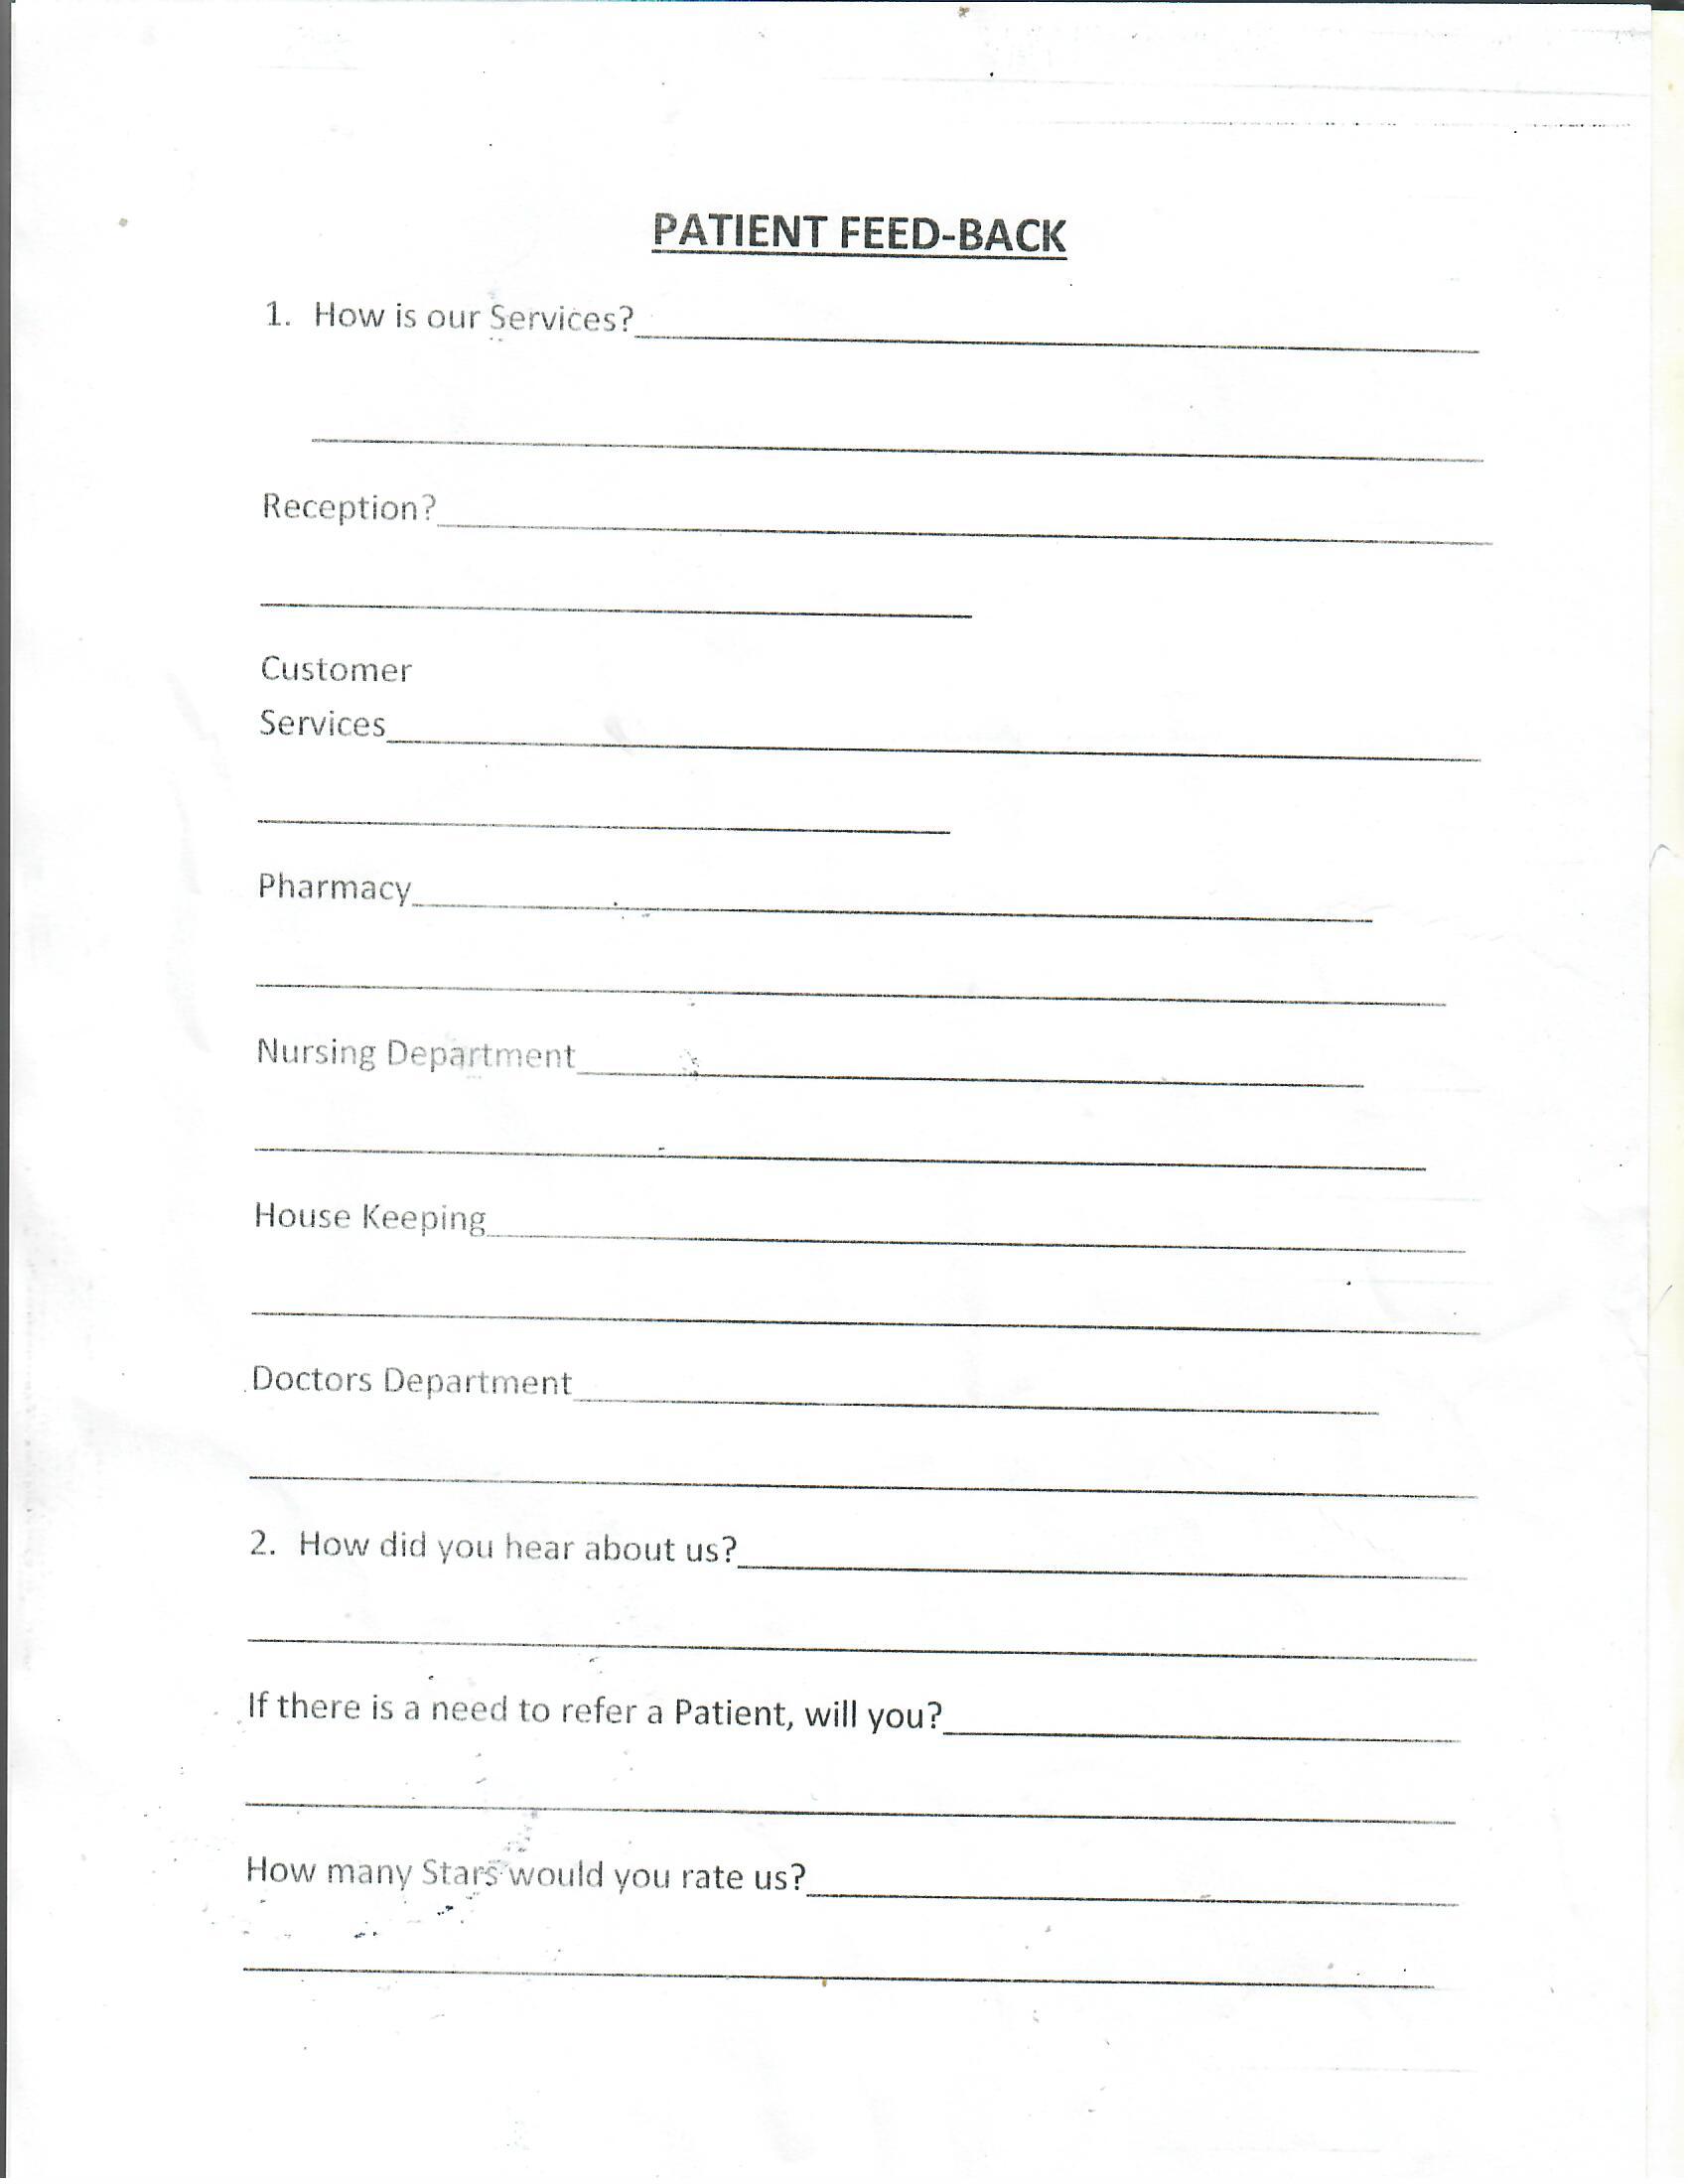 PATIENT FEED-BACK
1. How is our Services?
Reception?
Customer
Services
Pharmacy
Nursing Department
House Keeping
Doctors Department
2. How did you hear about us?
If there is a need to refer a Patient, will you?
How many Stars would you rate us?